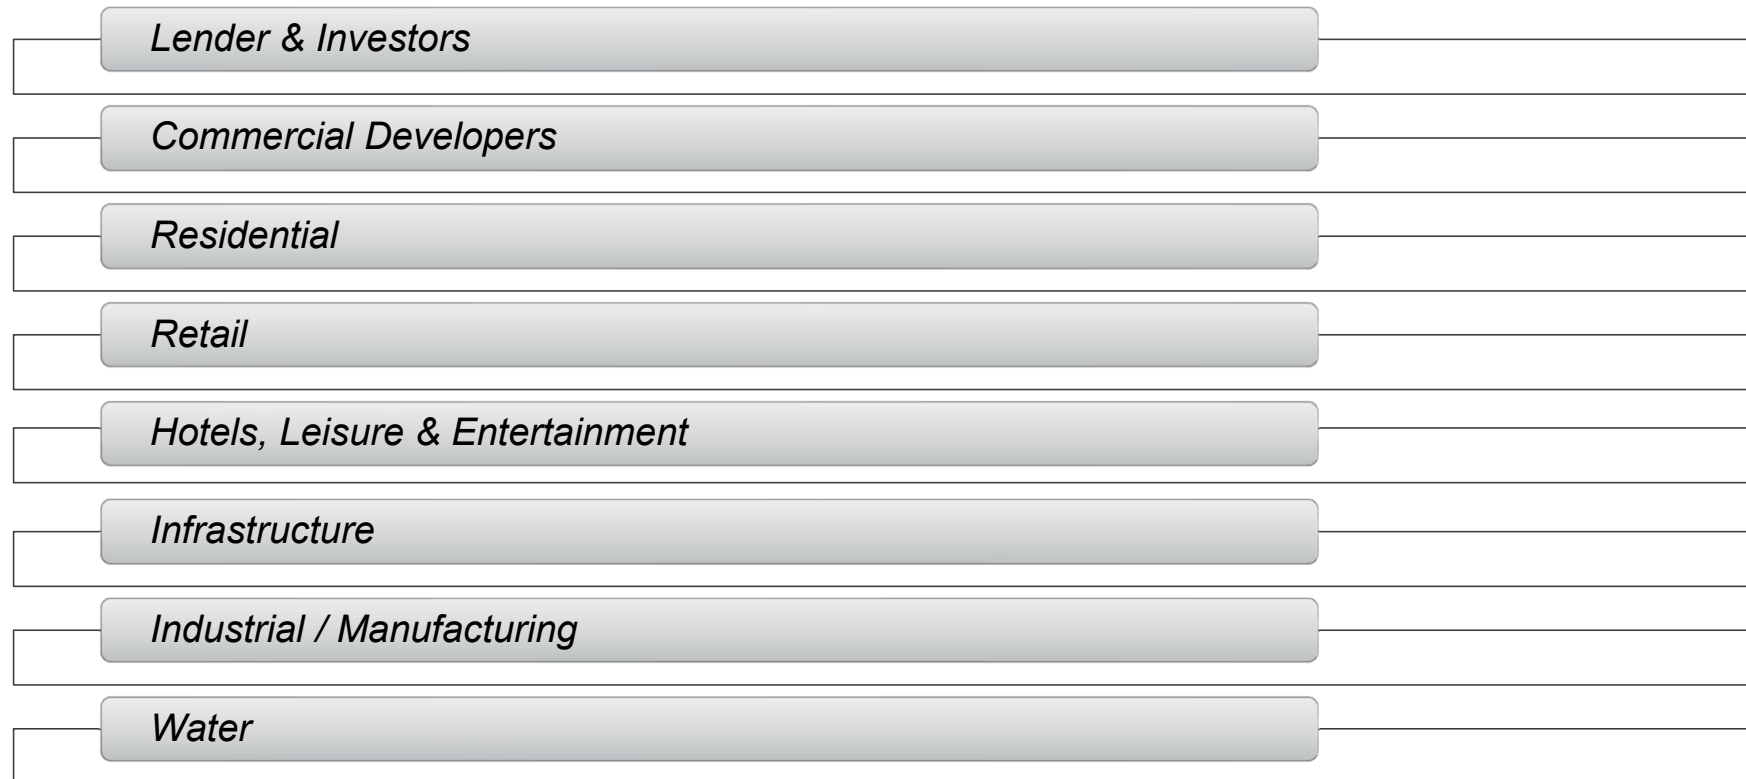 Lender & Investors
Commercial Developers
Residential
Retail
Hotels, Leisure & Entertainment
Infrastructure
Industrial / Manufacturing
Water